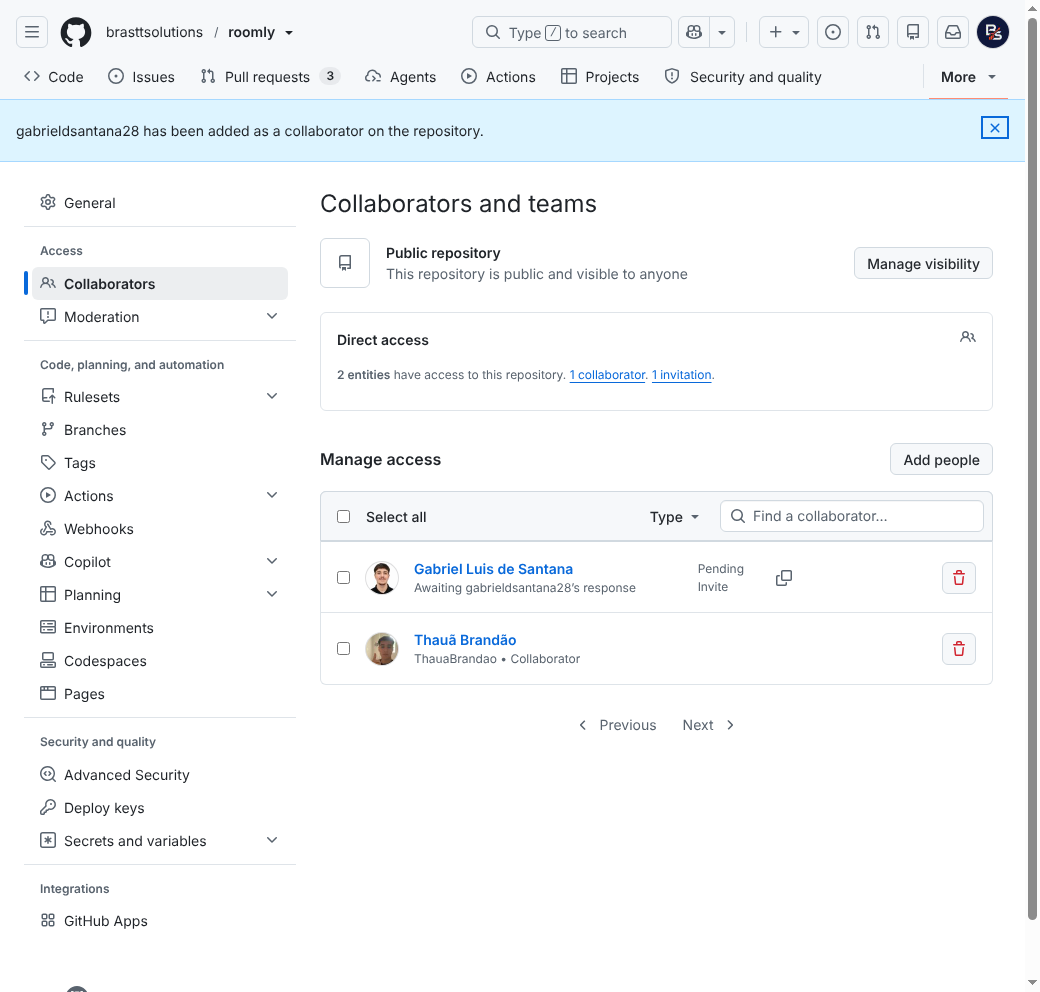 brasttsolutions / roomly
Type / to search
Code
Issues
Pull requests 3
Agents
Actions
Projects
Security and quality
More
gabrieldsantana28 has been added as a collaborator on the repository.
General
Access
Collaborators
Moderation
Code, planning, and automation
Rulesets
Branches
Tags
Actions
Webhooks
Copilot
Planning
Environments
Codespaces
Pages
Security and quality
Advanced Security
Deploy keys
Secrets and variables
Integrations
GitHub Apps
Collaborators and teams
Public repository
This repository is public and visible to anyone
Manage visibility
Direct access
2 entities have access to this repository. 1 collaborator. 1 invitation.
Manage access
Add people
Select all
Type
Find a collaborator...
Gabriel Luis de Santana
Awaiting gabrieldsantana28's response
Pending
Invite
Thauã Brandão
ThauaBrandao • Collaborator
Previous
Next